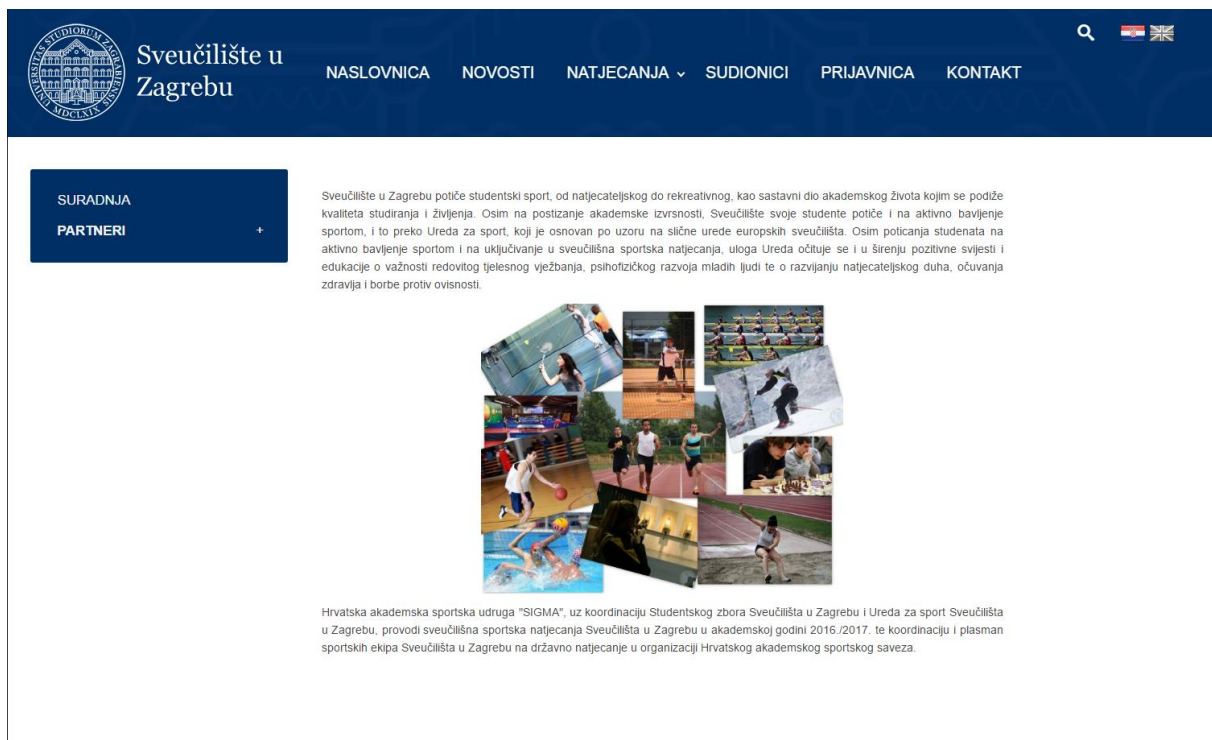 Sveučilište u
Zagrebu
NASLOVNICA NOVOSTI NATJECANJA SUDIONICI PRIJAVNICA KONTAKT
UNIVERSITAS STUDIORUM ZAGRABIENSIS
MDCLXIX
SURADNJA
PARTNERI +
Sveučilište u Zagrebu potiče studentski sport, od natjecateljskog do rekreativnog, kao sastavni dio akademskog života kojim se podiže
kvaliteta studiranja i življenja. Osim na postizanje akademske izvrsnosti, Sveučilište svoje studente potiče i na aktivno bavljenje
sportom, i to preko Ureda za sport, koji je osnovan po uzoru na slične urede europskih sveučilišta. Osim poticanja studenata na
aktivno bavljenje sportom i na uključivanje u sveučilišna sportska natjecanja, uloga Ureda očituje se i u širenju pozitivne svijesti i
edukacije o važnosti redovitog tjelesnog vježbanja, psihofizičkog razvoja mladih ljudi te o razvijanju natjecateljskog duha, očuvanja
zdravlja i borbe protiv ovisnosti.
Hrvatska akademska sportska udruga "SIGMA", uz koordinaciju Studentskog zbora Sveučilišta u Zagrebu i Ureda za sport Sveučilišta
u Zagrebu, provodi sveučilišna sportska natjecanja Sveučilišta u Zagrebu u akademskoj godini 2016./2017. te koordinaciju i plasman
sportskih ekipa Sveučilišta u Zagrebu na državno natjecanje u organizaciji Hrvatskog akademskog sportskog saveza.